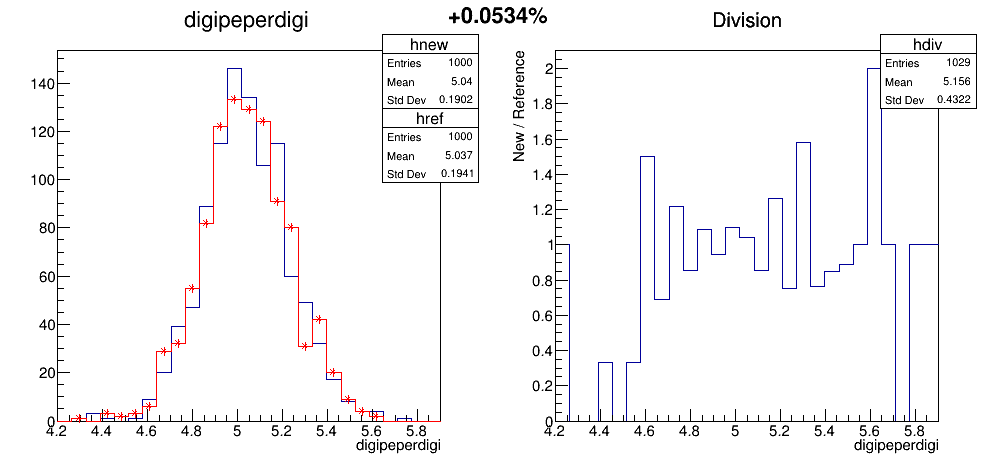 +0.0534%
digipeperdigi
hnew
Entries 1000
Mean 5.04
Std Dev 0.1902
href
Entries 1000
Mean 5.037
Std Dev 0.1941
140
120
100
80
60
40
20
0
4.2 4.4 4.6 4.8 5 5.2 5.4 5.6 5.8
digipeperdigi
Division
hdiv
Entries 1029
Mean 5.156
Std Dev 0.4322
New / Reference
2
1.8
1.6
1.4
1.2
1
0.8
0.6
0.4
0.2
0
4.2 4.4 4.6 4.8 5 5.2 5.4 5.6 5.8
digipeperdigi